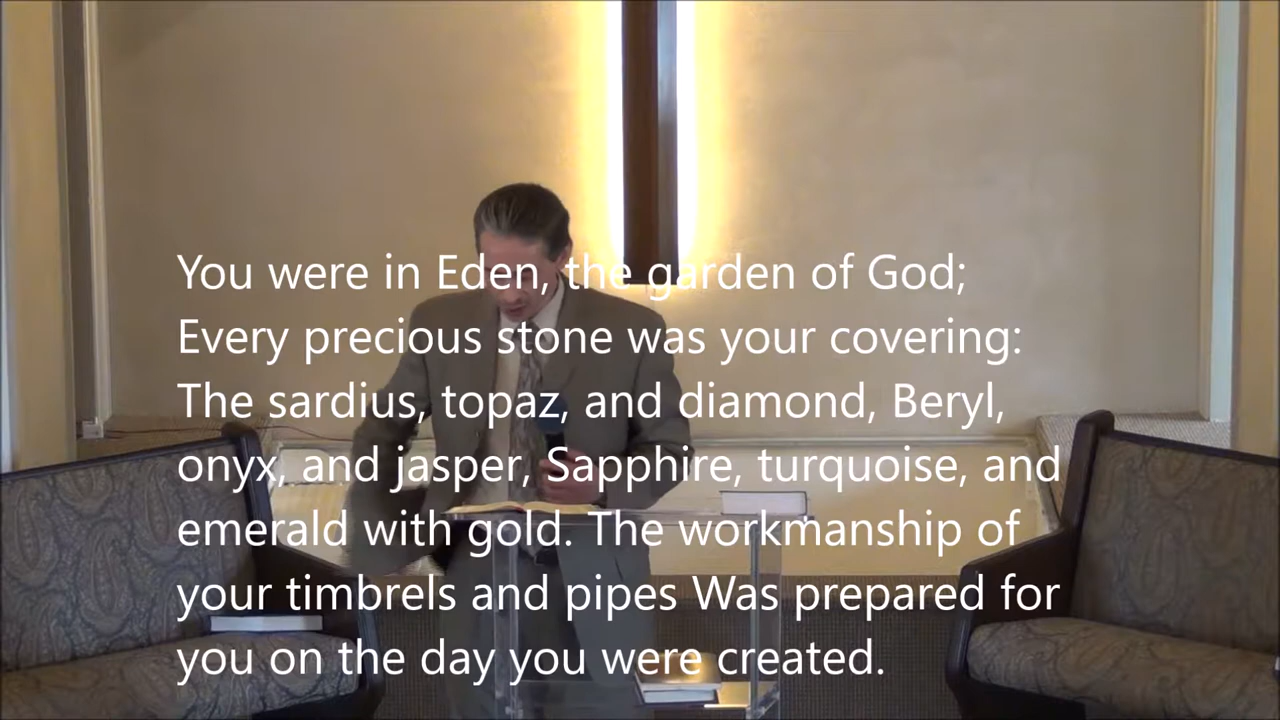 You were in Eden, the garden of God;
Every precious stone was your covering:
The sardius, topaz, and diamond, Beryl,
onyx, and jasper, Sapphire, turquoise, and
emerald with gold. The workmanship of
your timbrels and pipes Was prepared for
you on the day you were created.